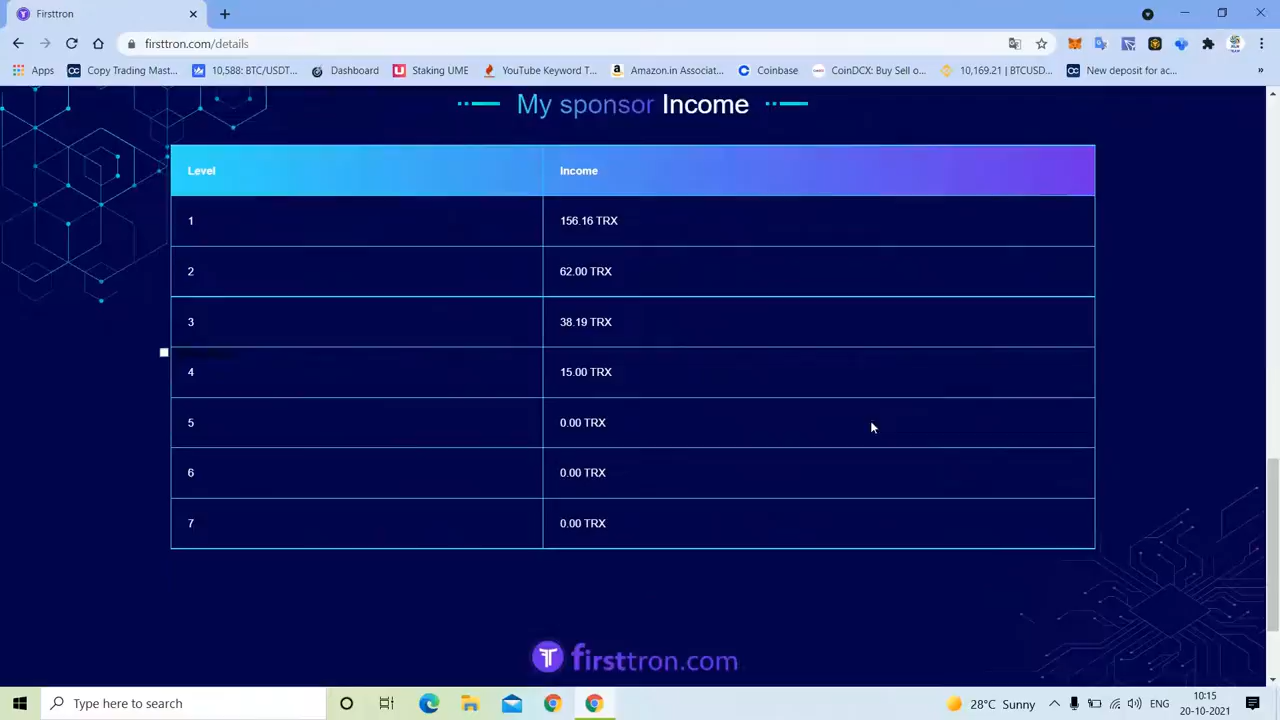 Firsttron
firsttron.com/details
Apps
Copy Trading Mast...
10,588: BTC/USDT...
Dashboard
Staking UME
YouTube Keyword T...
Amazon.in Associat...
Coinbase
CoinDCX: Buy Sell o...
10,169.21 | BTCUSD...
New deposit for ac...
»
My sponsor Income
Level Income
1 156.16 TRX
2 62.00 TRX
3 38.19 TRX
4 15.00 TRX
5 0.00 TRX
6 0.00 TRX
7 0.00 TRX
firsttron.com
Type here to search
28°C Sunny
ENG
10:15
20-10-2021